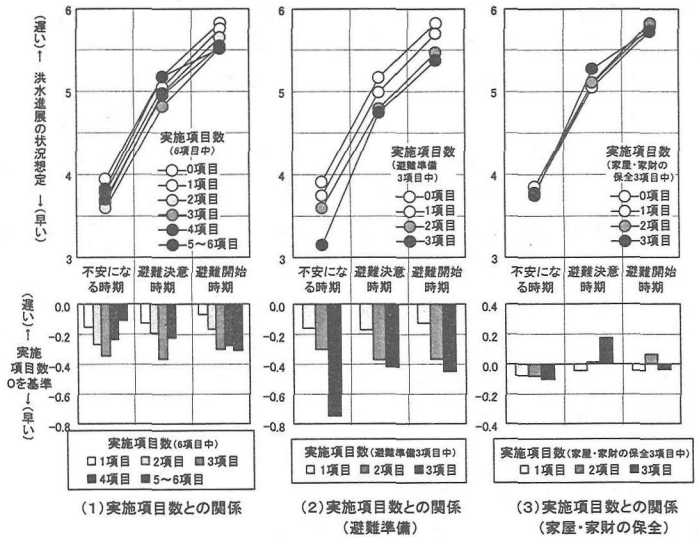 (遅い)← 洪水進展の状況想定 →(早い)
6
5
4
3
実施項目数
(6項目中)
0項目
1項目
2項目
3項目
4項目
5～6項目
不安にな
る時期
避難決意
時期
避難開始
時期
6
5
4
3
実施項目数
(避難準備
3項目中)
0項目
1項目
2項目
3項目
不安にな
る時期
避難決意
時期
避難開始
時期
6
5
4
3
実施項目数
(家屋・家財の
保全3項目中)
0項目
1項目
2項目
3項目
不安にな
る時期
避難決意
時期
避難開始
時期
(遅い)←
実施
項目数
0を基準
→(早い)
0.0
-0.2
-0.4
-0.6
-0.8
0.0
-0.2
-0.4
-0.6
-0.8
0.4
0.2
0.0
-0.2
-0.4
実施項目数(6項目中)
1項目 2項目 3項目
4項目 5～6項目
実施項目数(避難準備3項目中)
1項目 2項目 3項目
実施項目数(家屋・家財の保全3項目中)
1項目 2項目 3項目
(1)実施項目数との関係
(2)実施項目数との関係
(避難準備)
(3)実施項目数との関係
(家屋・家財の保全)